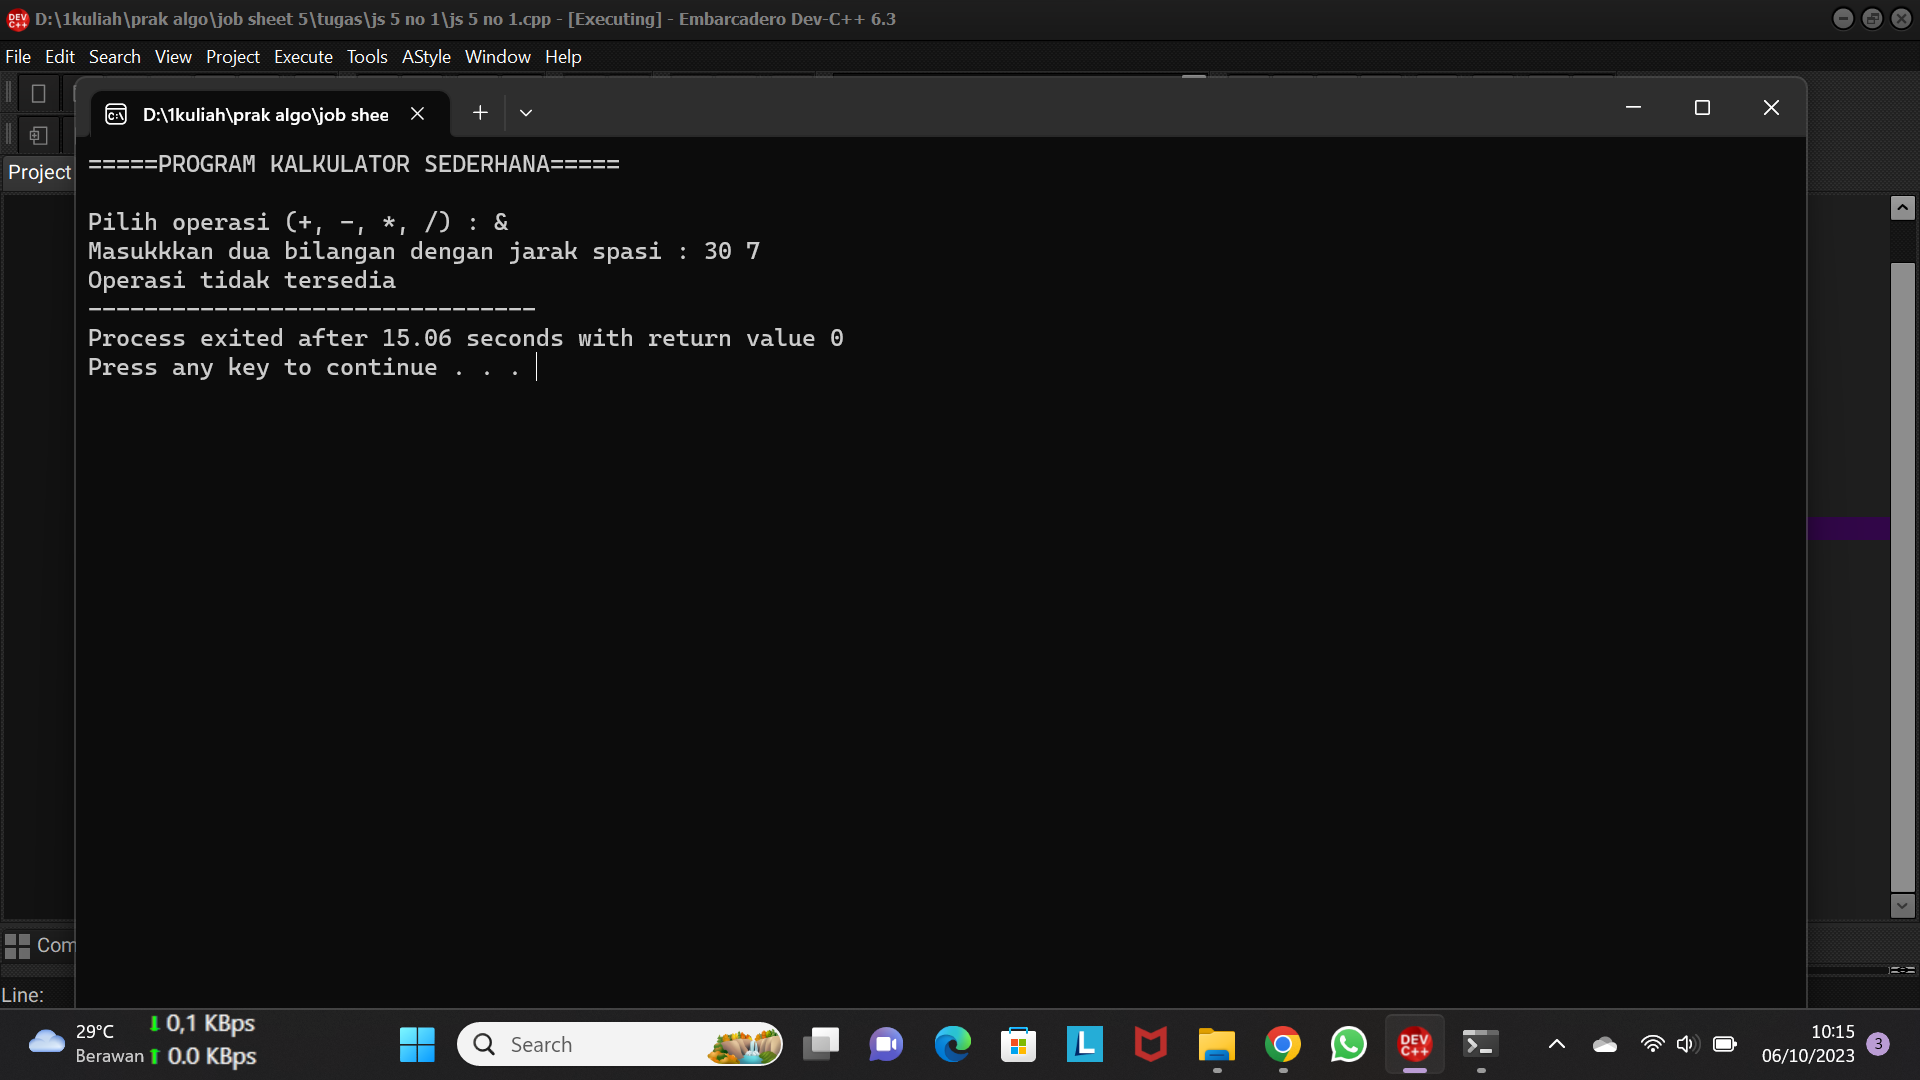 D:\1kuliah\prak algo\job sheet 5\tugas\js 5 no 1\js 5 no 1.cpp - [Executing] - Embarcadero Dev-C++ 6.3
File Edit Search View Project Execute Tools AStyle Window Help
D:\1kuliah\prak algo\job shee
=====PROGRAM KALKULATOR SEDERHANA=====
Project
Pilih operasi (+, -, *, /) : &
Masukkkan dua bilangan dengan jarak spasi : 30 7
Operasi tidak tersedia
--------------------------------
Process exited after 15.06 seconds with return value 0
Press any key to continue . . .
Com
Line:
29°C
Berawan
0,1 KBps
0.0 KBps
Search
DEV C++
10:15
06/10/2023
3